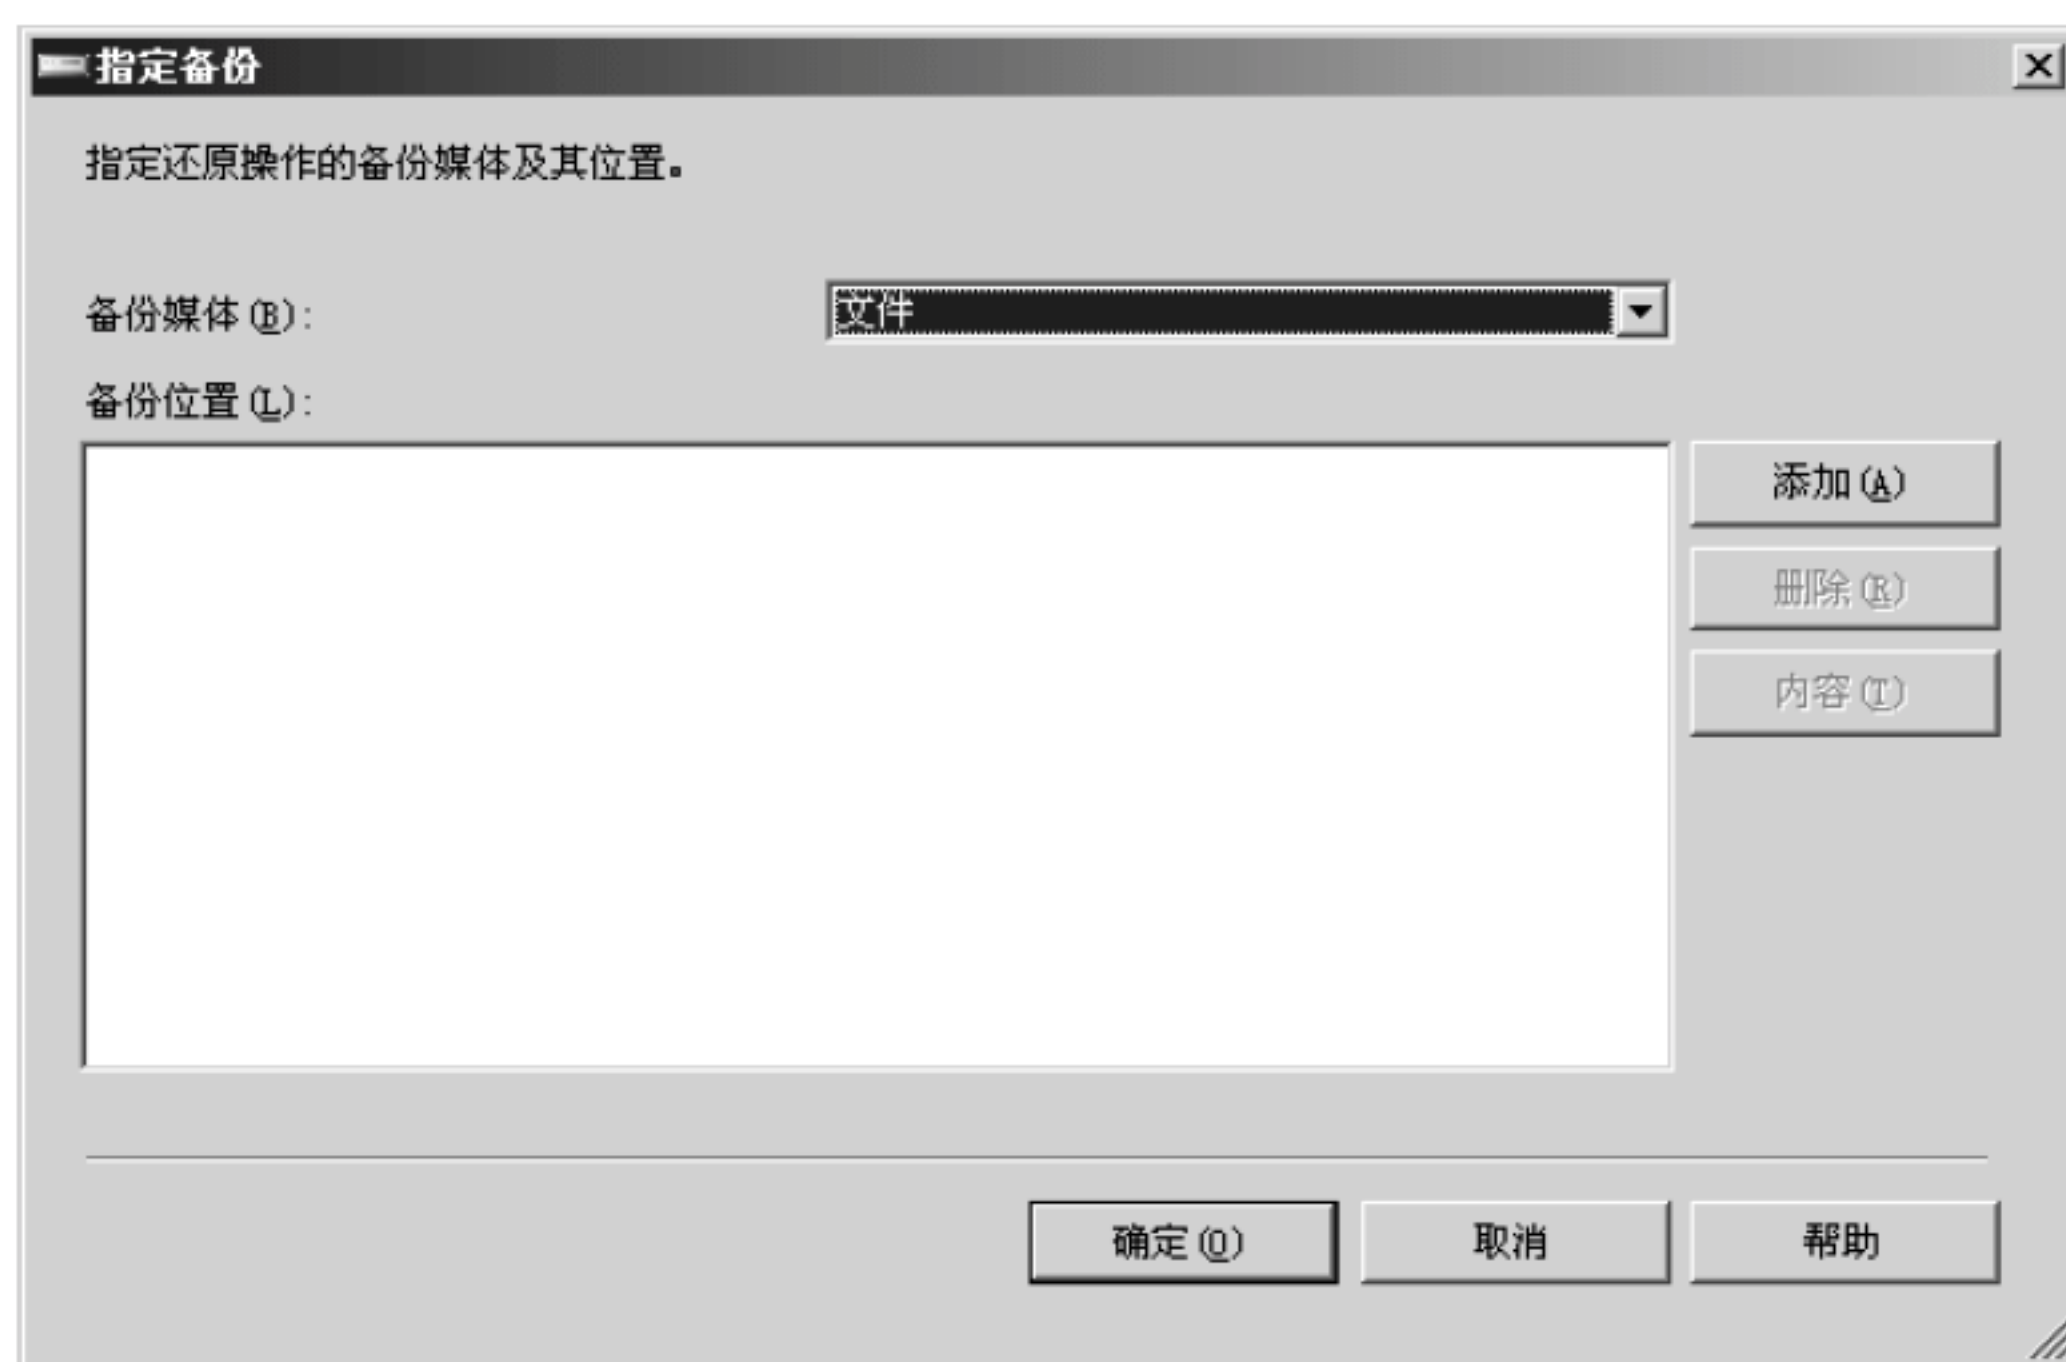 指定备份
指定还原操作的备份媒体及其位置。
备份媒体(B): 文件
备份位置(L):
添加(A)
删除(R)
内容(T)
确定(O) 取消 帮助